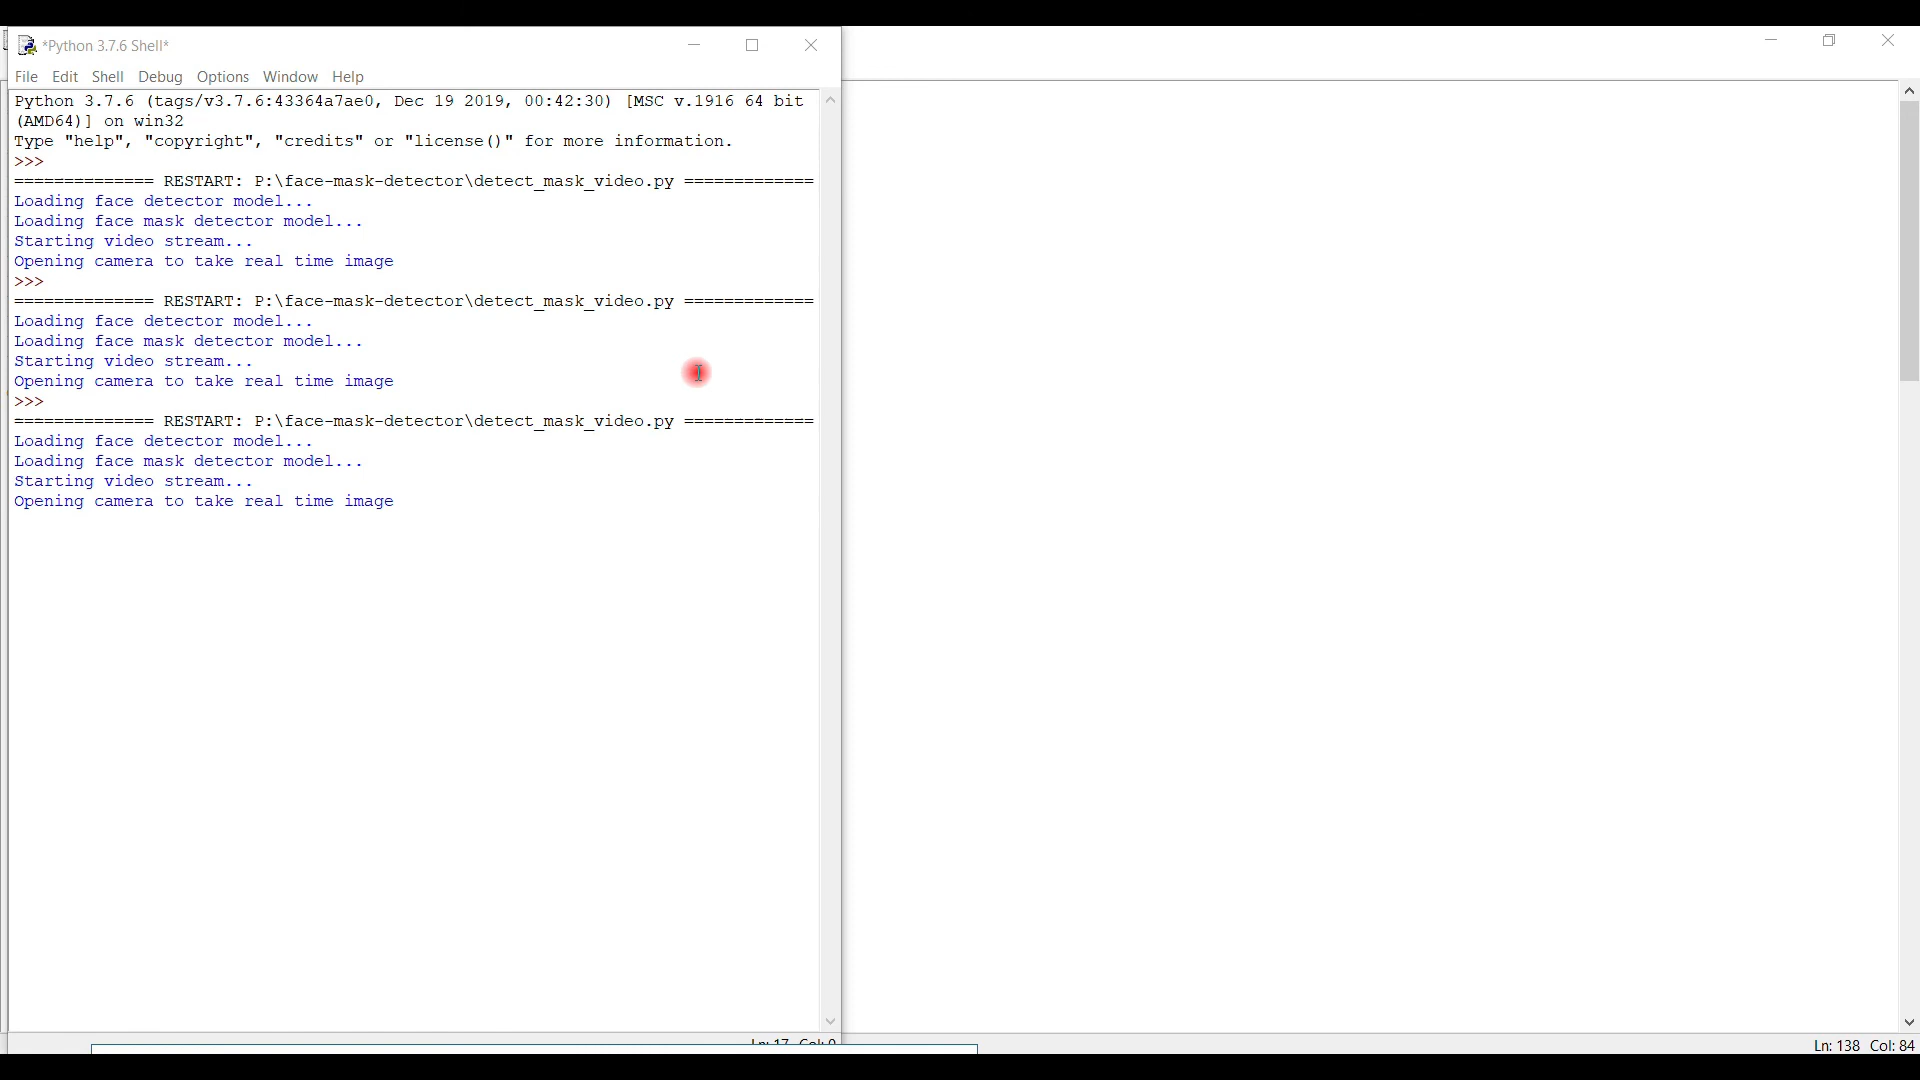 *Python 3.7.6 Shell*
File Edit Shell Debug Options Window Help
Python 3.7.6 (tags/v3.7.6:43364a7ae0, Dec 19 2019, 00:42:30) [MSC v.1916 64 bit
(AMD64)] on win32
Type "help", "copyright", "credits" or "license()" for more information.
>>>
============== RESTART: P:\face-mask-detector\detect_mask_video.py =============
Loading face detector model...
Loading face mask detector model...
Starting video stream...
Opening camera to take real time image
>>>
============== RESTART: P:\face-mask-detector\detect_mask_video.py =============
Loading face detector model...
Loading face mask detector model...
Starting video stream...
Opening camera to take real time image
>>>
============== RESTART: P:\face-mask-detector\detect_mask_video.py =============
Loading face detector model...
Loading face mask detector model...
Starting video stream...
Opening camera to take real time image
Ln: 17 Col: 0
Ln: 138 Col: 84